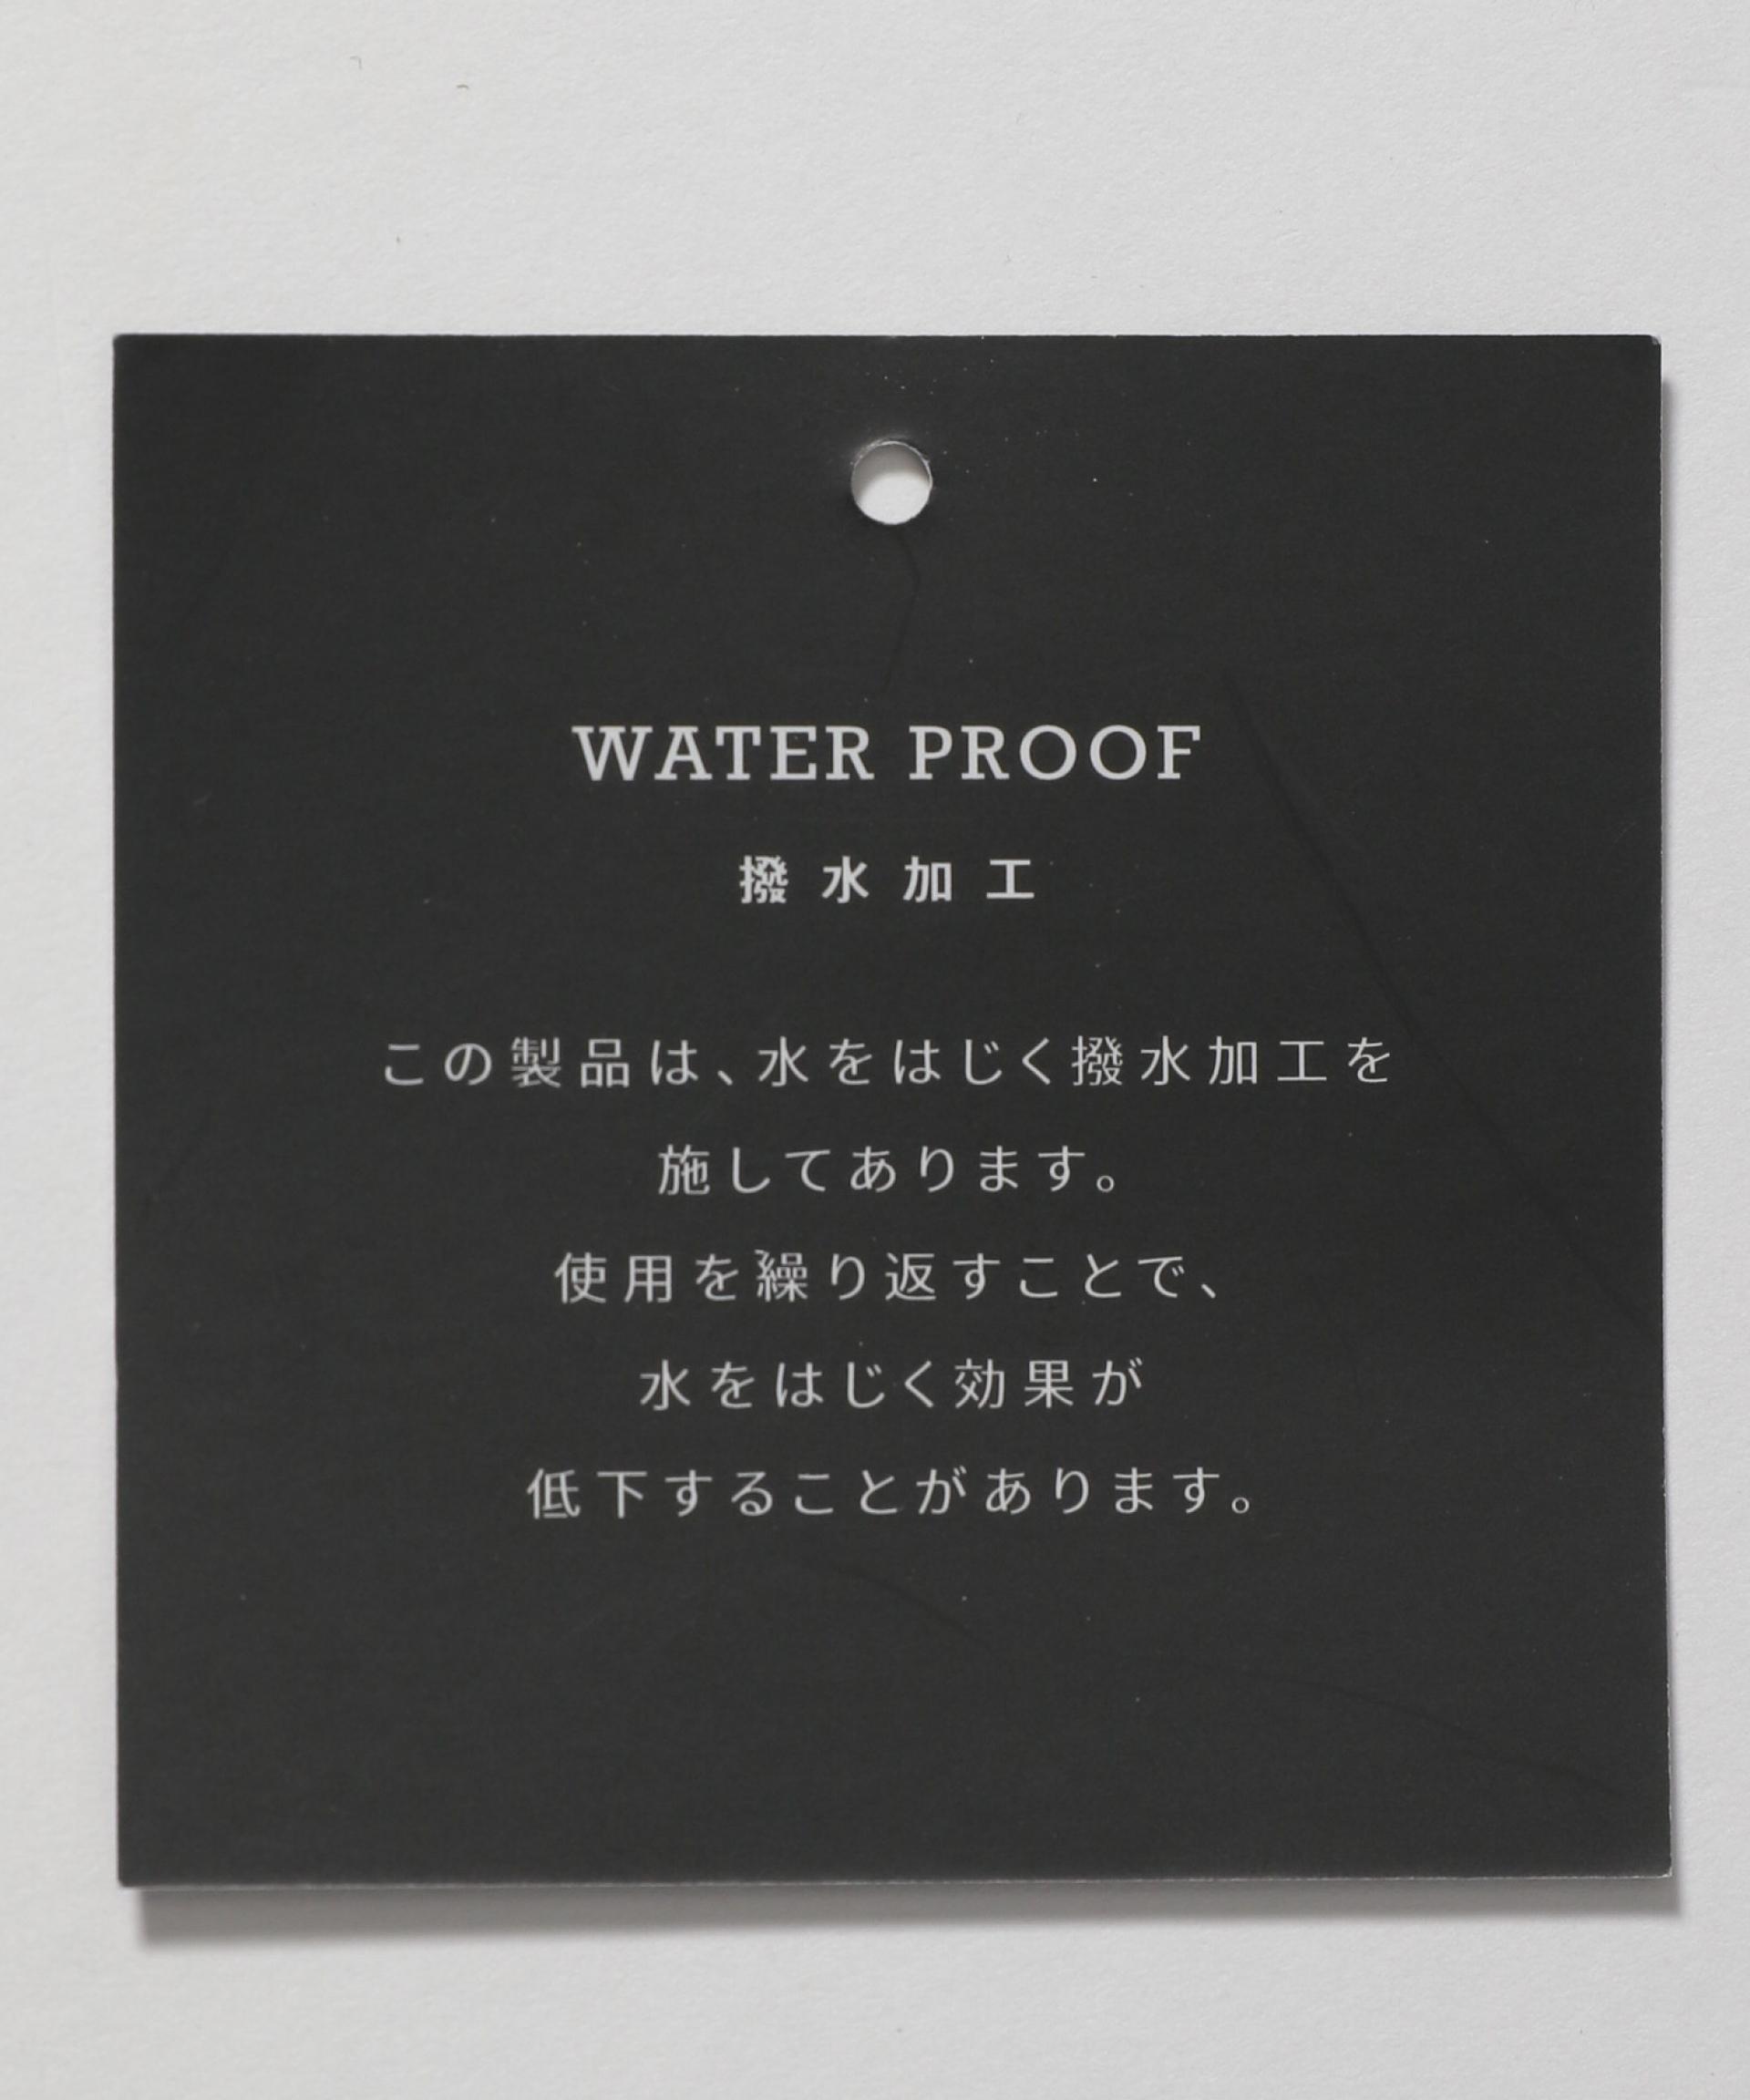 WATER PROOF
撥水加工
この製品は、水をはじく撥水加工を
施してあります。
使用を繰り返すことで、
水をはじく効果が
低下することがあります。